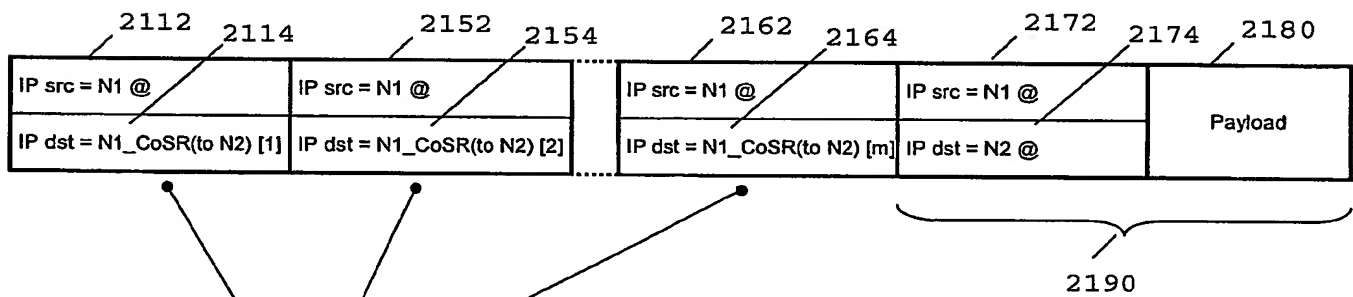 2112 2114 2152 2154 2162 2164 2172 2174 2180
IP src = N1 @ IP src = N1 @ IP src = N1 @ IP src = N1 @
Payload
IP dst = N1_CoSR(to N2) [1] IP dst = N1_CoSR(to N2) [2] IP dst = N1_CoSR(to N2) [m] IP dst = N2 @
2190